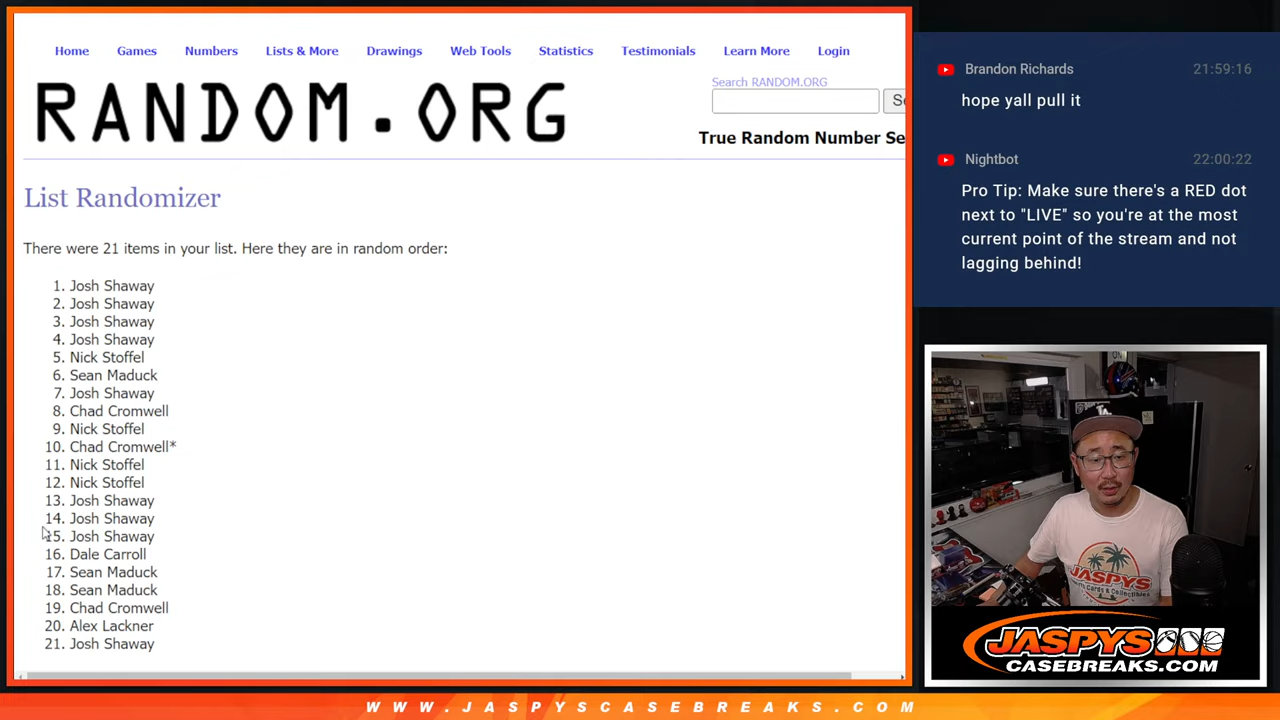 Home Games Numbers Lists & More Drawings Web Tools Statistics Testimonials Learn More Login
RANDOM.ORG
Search RANDOM.ORG
True Random Number Se
List Randomizer
There were 21 items in your list. Here they are in random order:
1. Josh Shaway
2. Josh Shaway
3. Josh Shaway
4. Josh Shaway
5. Nick Stoffel
6. Sean Maduck
7. Josh Shaway
8. Chad Cromwell
9. Nick Stoffel
10. Chad Cromwell*
11. Nick Stoffel
12. Nick Stoffel
13. Josh Shaway
14. Josh Shaway
15. Josh Shaway
16. Dale Carroll
17. Sean Maduck
18. Sean Maduck
19. Chad Cromwell
20. Alex Lackner
21. Josh Shaway
Brandon Richards 21:59:16
hope yall pull it
Nightbot 22:00:22
Pro Tip: Make sure there's a RED dot
next to "LIVE" so you're at the most
current point of the stream and not
lagging behind!
JASPYS
JASPYS
CASEBREAKS.COM
WWW.JASPYSCASEBREAKS.COM